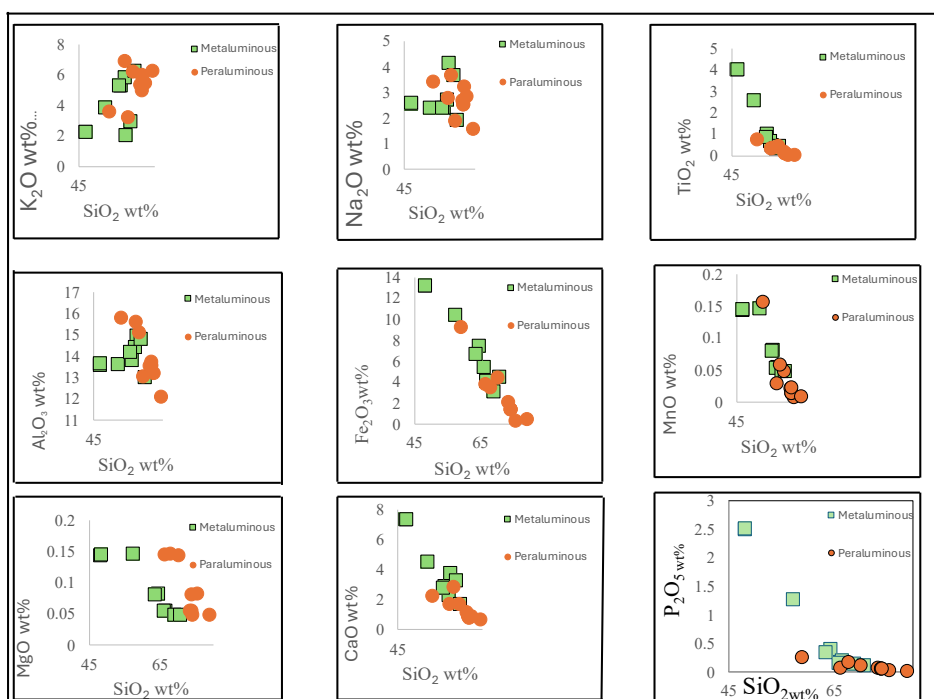 8
6
4
2
0
45
K₂O wt%...
SiO₂ wt%
Metaluminous
Peraluminous
5
4
3
2
1
0
45
Na₂O wt%
SiO₂ wt%
Metaluminous
Paraluminous
5
4
3
2
1
0
45
TiO₂ wt%
SiO₂ wt%
Metaluminous
Peraluminous
17
16
15
14
13
12
11
45
Al₂O₃ wt%
SiO₂ wt%
Metaluminous
Peraluminous
14
12
10
8
6
4
2
0
45 65
Fe₂O₃wt%
SiO₂ wt%
Metaluminous
Peraluminous
0.2
0.15
0.1
0.05
0
45
MnO wt%
SiO₂ wt%
Metaluminous
Paraluminous
0.2
0.15
0.1
0.05
0
45 65
MgO wt%
SiO₂ wt%
Metaluminous
Paraluminous
8
6
4
2
0
45
CaO wt%
SiO₂ wt%
Metaluminous
Peraluminous
3
2.5
2
1.5
1
0.5
0
45 65
P₂O₅ wt%
SiO₂wt%
Metaluminous
Peraluminous